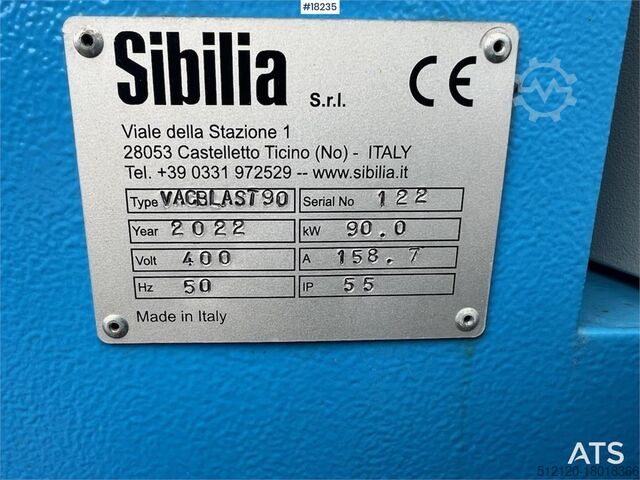 #18235
Sibilia S.r.l. CE
Viale della Stazione 1
28053 Castelletto Ticino (No) - ITALY
Tel. +39 0331 972529 -- www.sibilia.it
Type VACBLAST90 Serial No 122
Year 2022 kW 90.0
Volt 400 A 158.7
Hz 50 IP 55
Made in Italy
ATS
512120-18018366